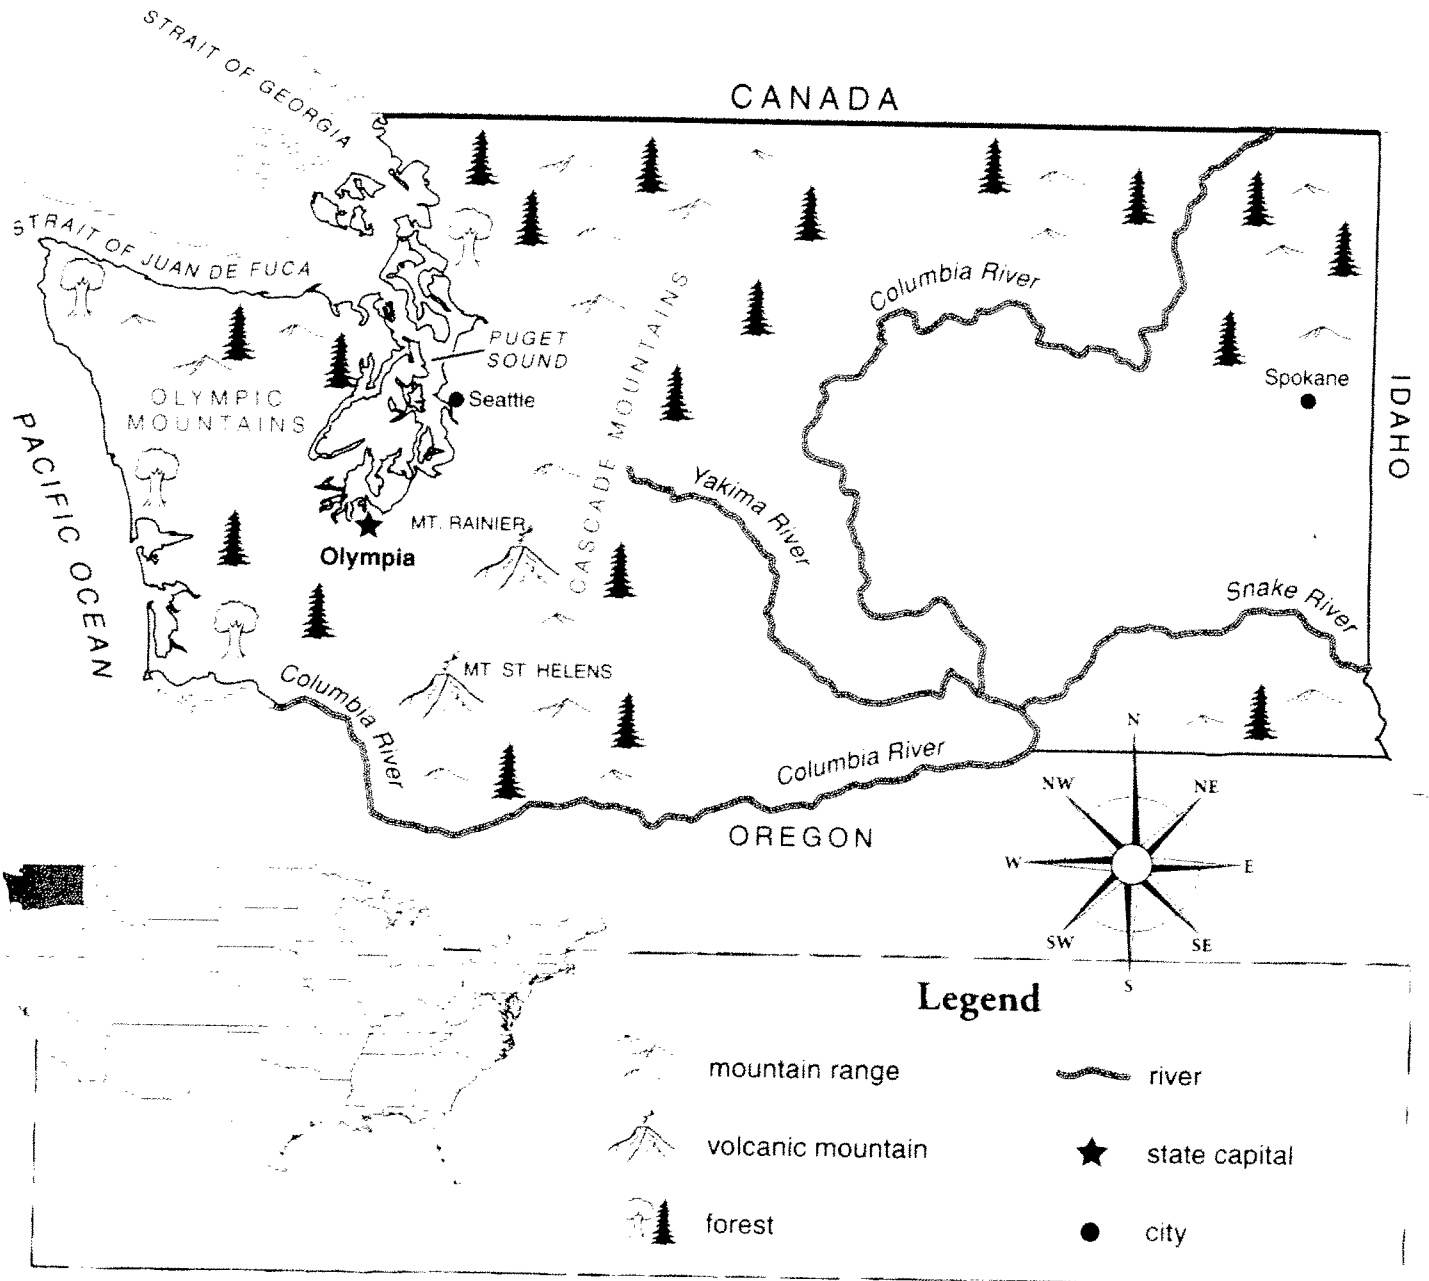 STRAIT OF GEORGIA
CANADA
STRAIT OF JUAN DE FUCA
Columbia River
PUGET
SOUND
Seattle
Spokane
OLYMPIC
MOUNTAINS
CASCADE MOUNTAINS
IDAHO
PACIFIC OCEAN
Yakima River
MT. RAINIER
Olympia
Snake River
MT ST HELENS
Columbia River
Columbia River
OREGON
N
NW
NE
W
E
SW
SE
S
Legend
mountain range
river
volcanic mountain
state capital
forest
city